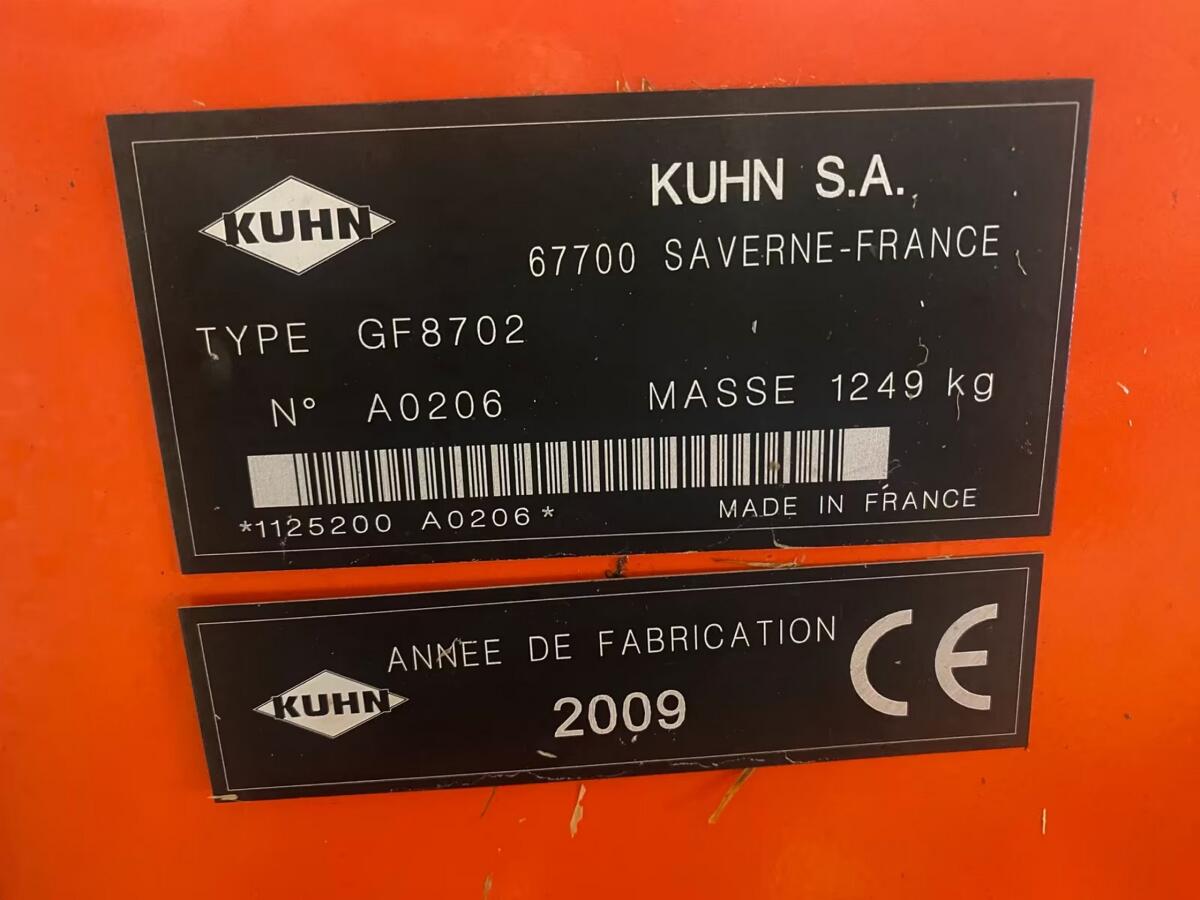 KUHN
KUHN S.A.
67700 SAVERNE-FRANCE
TYPE GF8702
N° A0206 MASSE 1249 kg
*1125200 A0206*
MADE IN FRANCE
ANNEE DE FABRICATION
KUHN
2009
CE